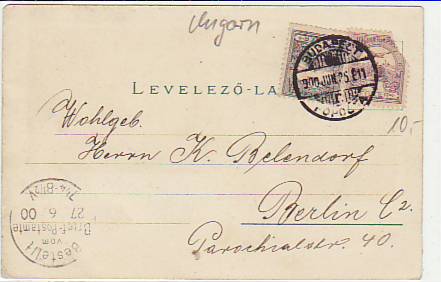 Ungarn
BUDAPEST
900 JUN. 25
LEVELEZŐ-LA
10,-
Wohlgeb.
Herrn K. Belendorf
Berlin C2.
Parochialstr. 40.
Bestellt
vom
Brief-Postamte
27 6 00